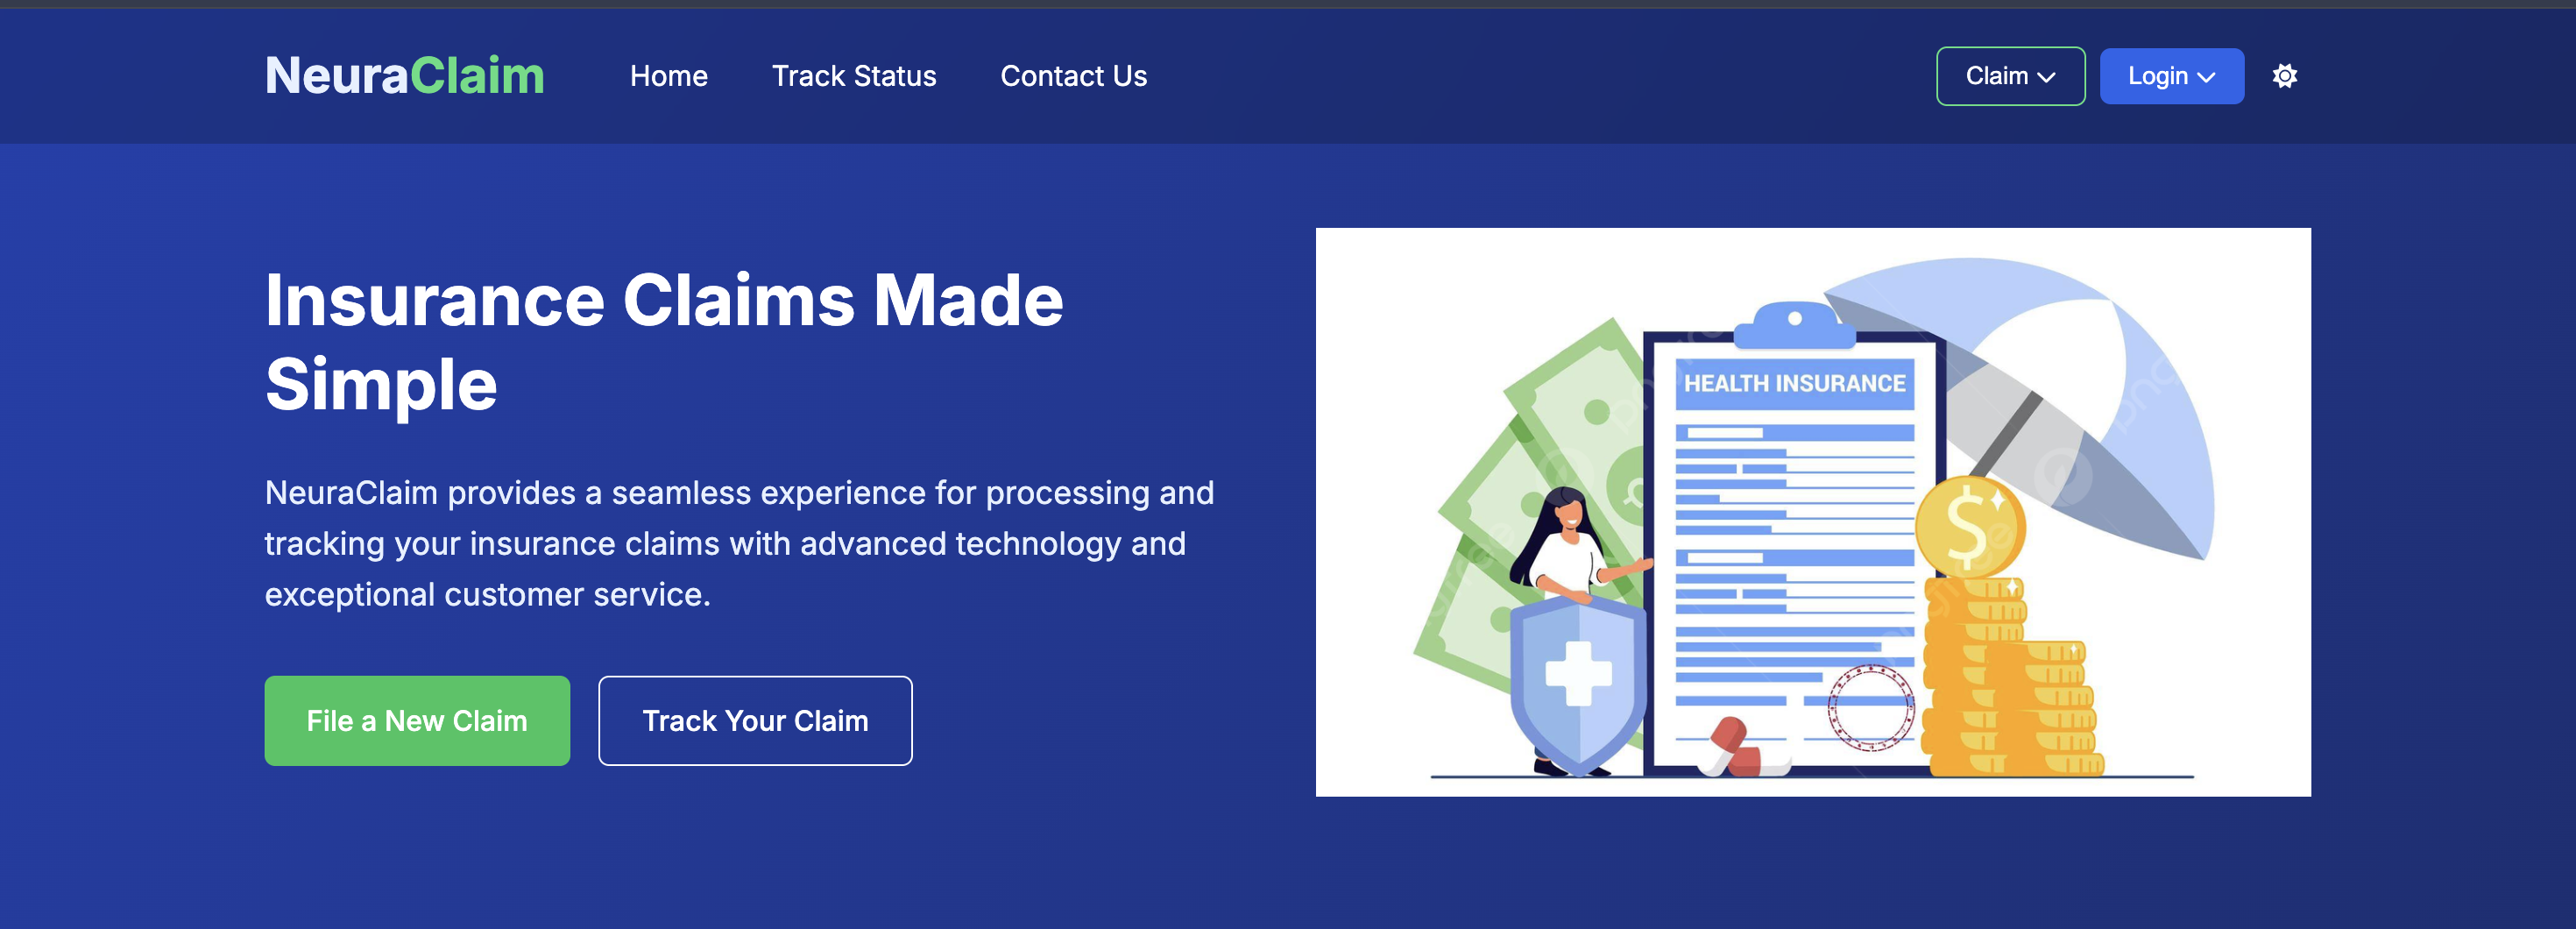 NeuraClaim
Home
Track Status
Contact Us
Claim
Login
Insurance Claims Made
Simple
NeuraClaim provides a seamless experience for processing and
tracking your insurance claims with advanced technology and
exceptional customer service.
File a New Claim
Track Your Claim
HEALTH INSURANCE
$